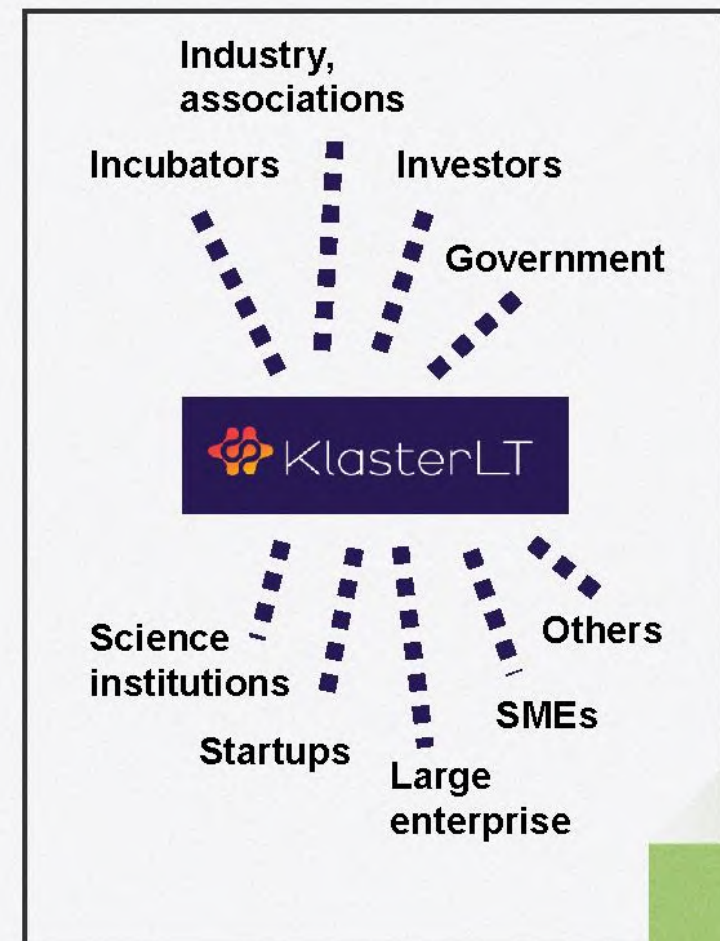 Industry,
associations
Incubators
Investors
Government
KlasterLT
Science
institutions
Others
SMEs
Startups
Large
enterprise